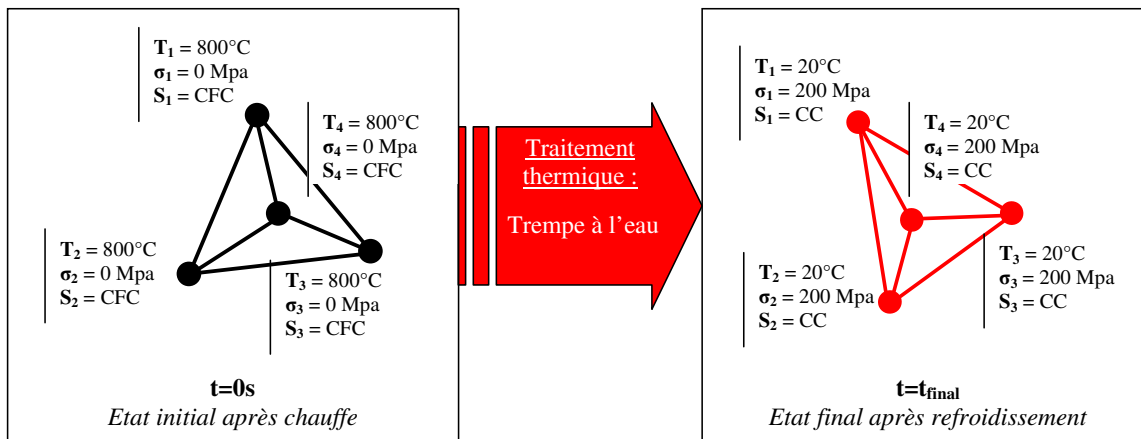 T₁ = 800°C
σ₁ = 0 Mpa
S₁ = CFC
T₄ = 800°C
σ₄ = 0 Mpa
S₄ = CFC
T₂ = 800°C
σ₂ = 0 Mpa
S₂ = CFC
T₃ = 800°C
σ₃ = 0 Mpa
S₃ = CFC
t=0s
Etat initial après chauffe
Traitement
thermique :
Trempe à l’eau
T₁ = 20°C
σ₁ = 200 Mpa
S₁ = CC
T₄ = 20°C
σ₄ = 200 Mpa
S₄ = CC
T₂ = 20°C
σ₂ = 200 Mpa
S₂ = CC
T₃ = 20°C
σ₃ = 200 Mpa
S₃ = CC
t=t_final
Etat final après refroidissement